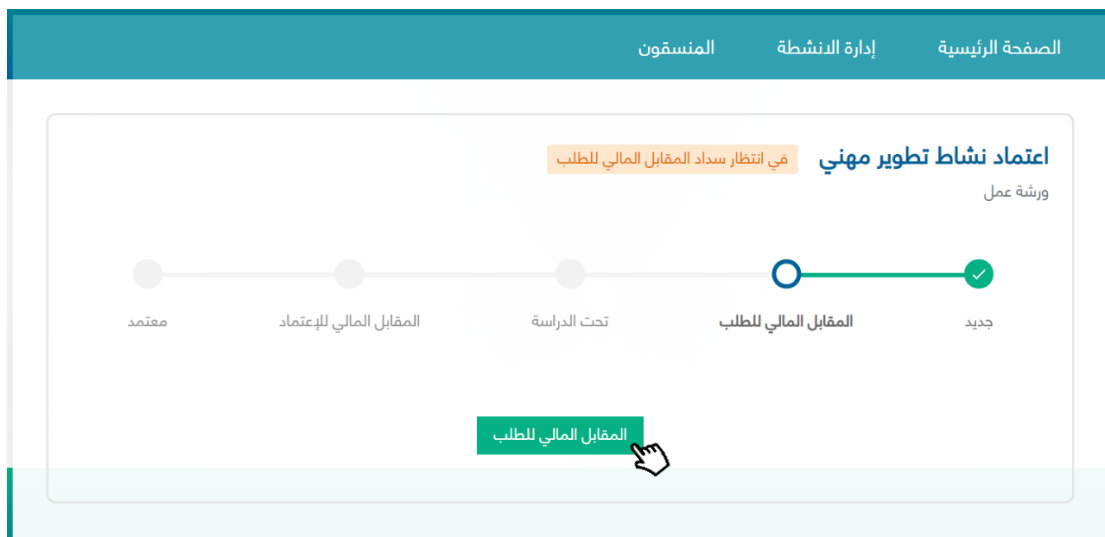 الصفحة الرئيسية إدارة الانشطة المنسقون
اعتماد نشاط تطوير مهني في انتظار سداد المقابل المالي للطلب
ورشة عمل
جديد المقابل المالي للطلب تحت الدراسة المقابل المالي للإعتماد معتمد
المقابل المالي للطلب